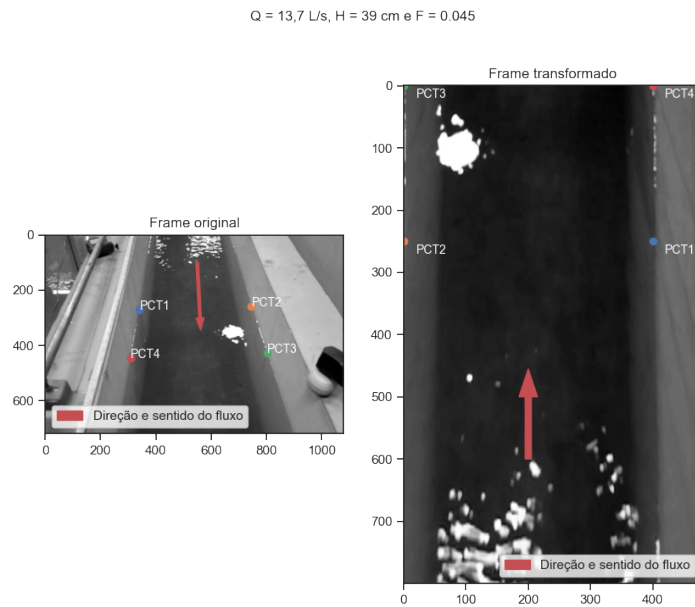 Q = 13,7 L/s, H = 39 cm e F = 0.045
Frame original
0
200
400
600
0
200
400
600
800
1000
PCT1
PCT2
PCT4
PCT3
Direção e sentido do fluxo
Frame transformado
0
100
200
300
400
500
600
700
0
100
200
300
400
PCT3
PCT4
PCT2
PCT1
Direção e sentido do fluxo